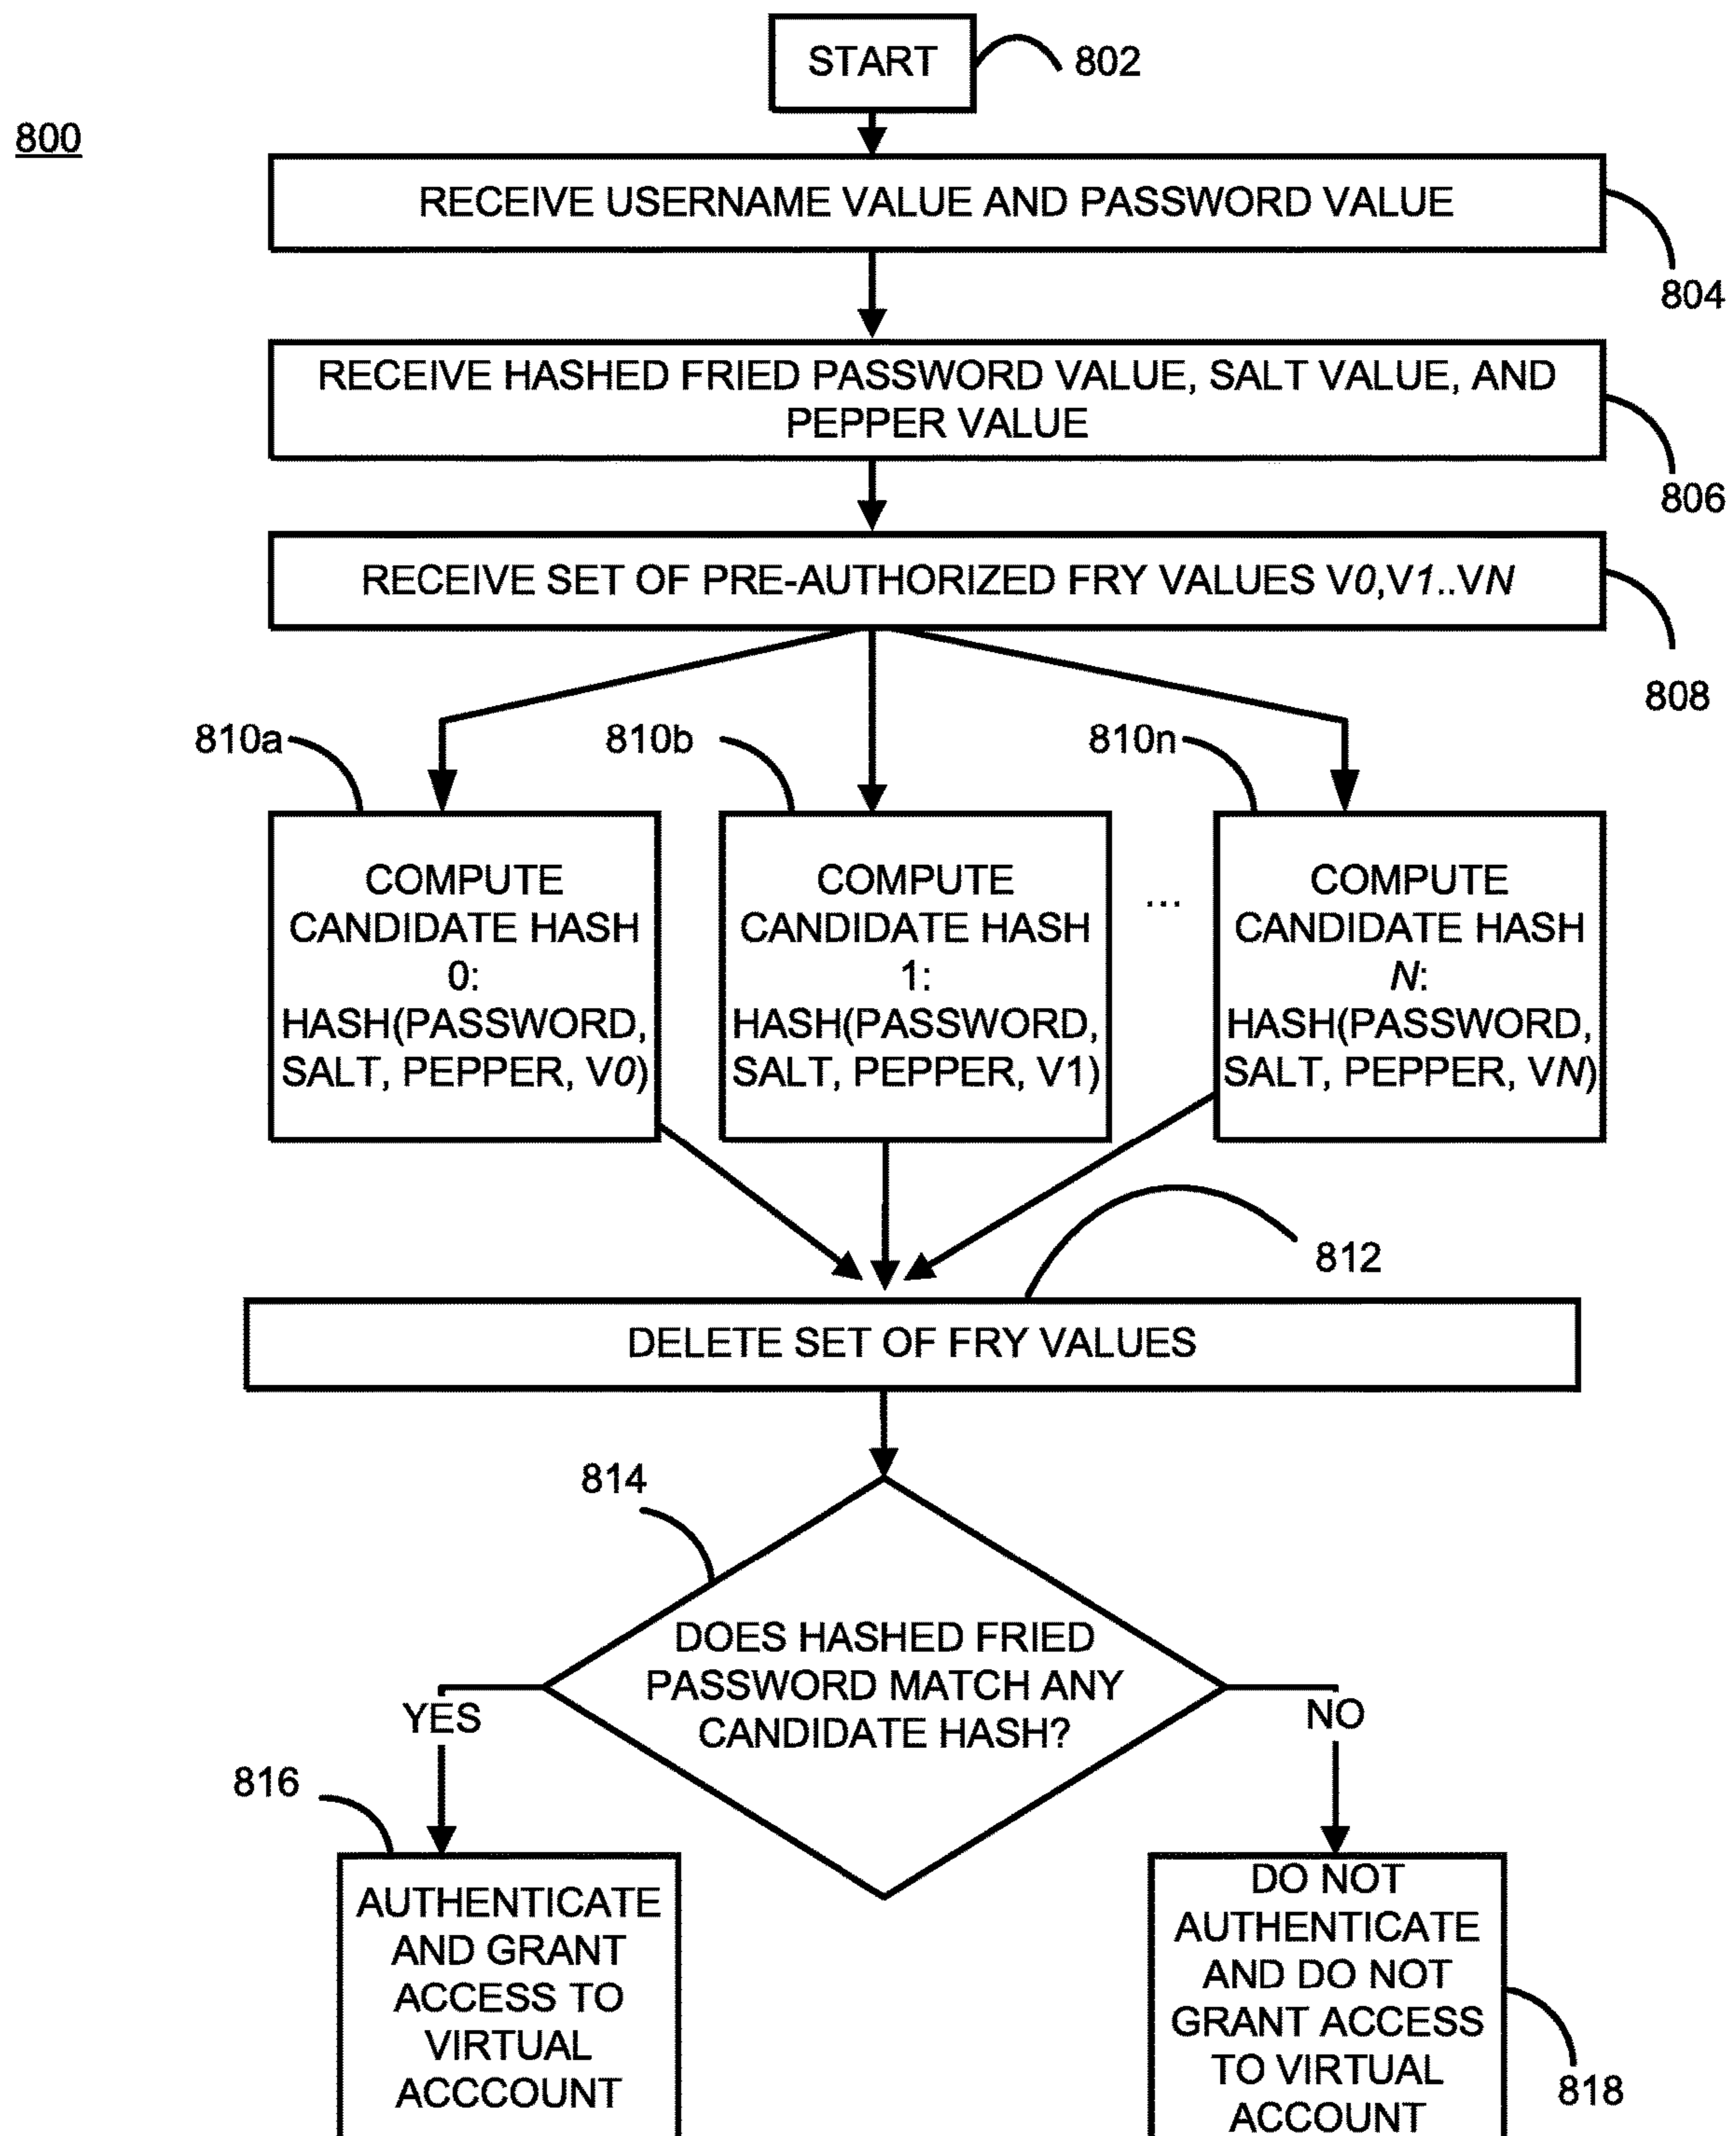 START
802
800
RECEIVE USERNAME VALUE AND PASSWORD VALUE
804
RECEIVE HASHED FRIED PASSWORD VALUE, SALT VALUE, AND
PEPPER VALUE
806
RECEIVE SET OF PRE-AUTHORIZED FRY VALUES V0,V1..VN
808
810a
810b
810n
COMPUTE
CANDIDATE HASH
0:
HASH(PASSWORD,
SALT, PEPPER, V0)
COMPUTE
CANDIDATE HASH
1:
HASH(PASSWORD,
SALT, PEPPER, V1)
...
COMPUTE
CANDIDATE HASH
N:
HASH(PASSWORD,
SALT, PEPPER, VN)
812
DELETE SET OF FRY VALUES
814
DOES HASHED FRIED
PASSWORD MATCH ANY
CANDIDATE HASH?
YES
NO
816
AUTHENTICATE
AND GRANT
ACCESS TO
VIRTUAL
ACCCOUNT
DO NOT
AUTHENTICATE
AND DO NOT
GRANT ACCESS
TO VIRTUAL
ACCOUNT
818